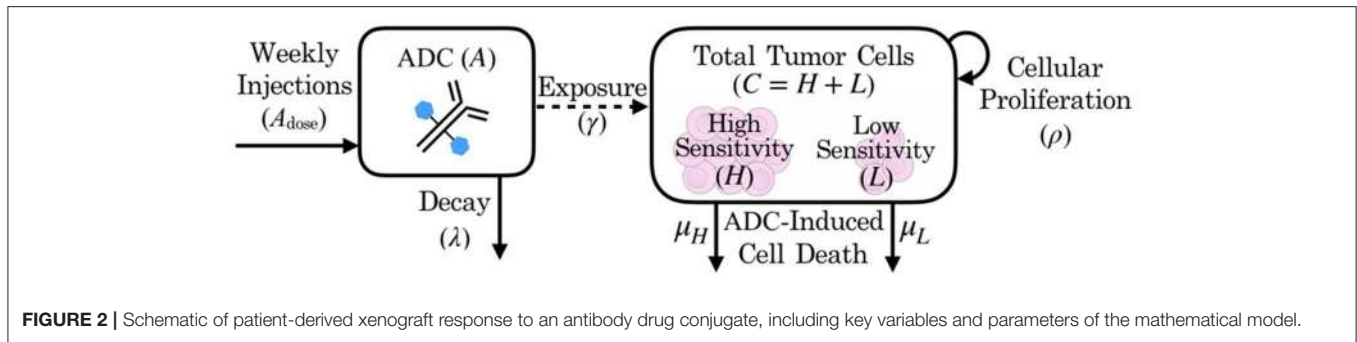 Weekly
Injections
(A_dose)
ADC (A)
Decay
(λ)
Exposure
(γ)
Total Tumor Cells
(C = H + L)
High
Sensitivity
(H)
Low
Sensitivity
(L)
Cellular
Proliferation
(ρ)
μ_H
ADC-Induced
Cell Death
μ_L
FIGURE 2 | Schematic of patient-derived xenograft response to an antibody drug conjugate, including key variables and parameters of the mathematical model.